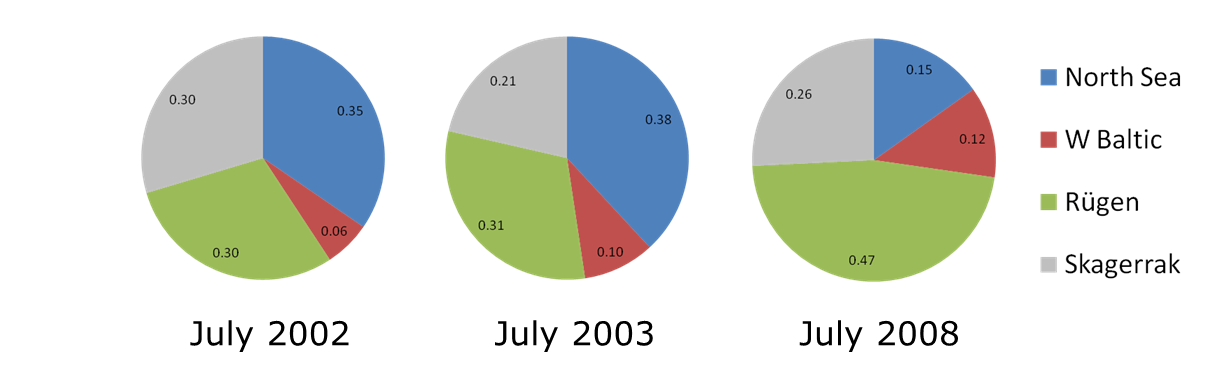 0.35
0.06
0.30
0.30
July 2002
0.38
0.10
0.31
0.21
July 2003
0.15
0.12
0.47
0.26
July 2008
North Sea
W Baltic
Rügen
Skagerrak